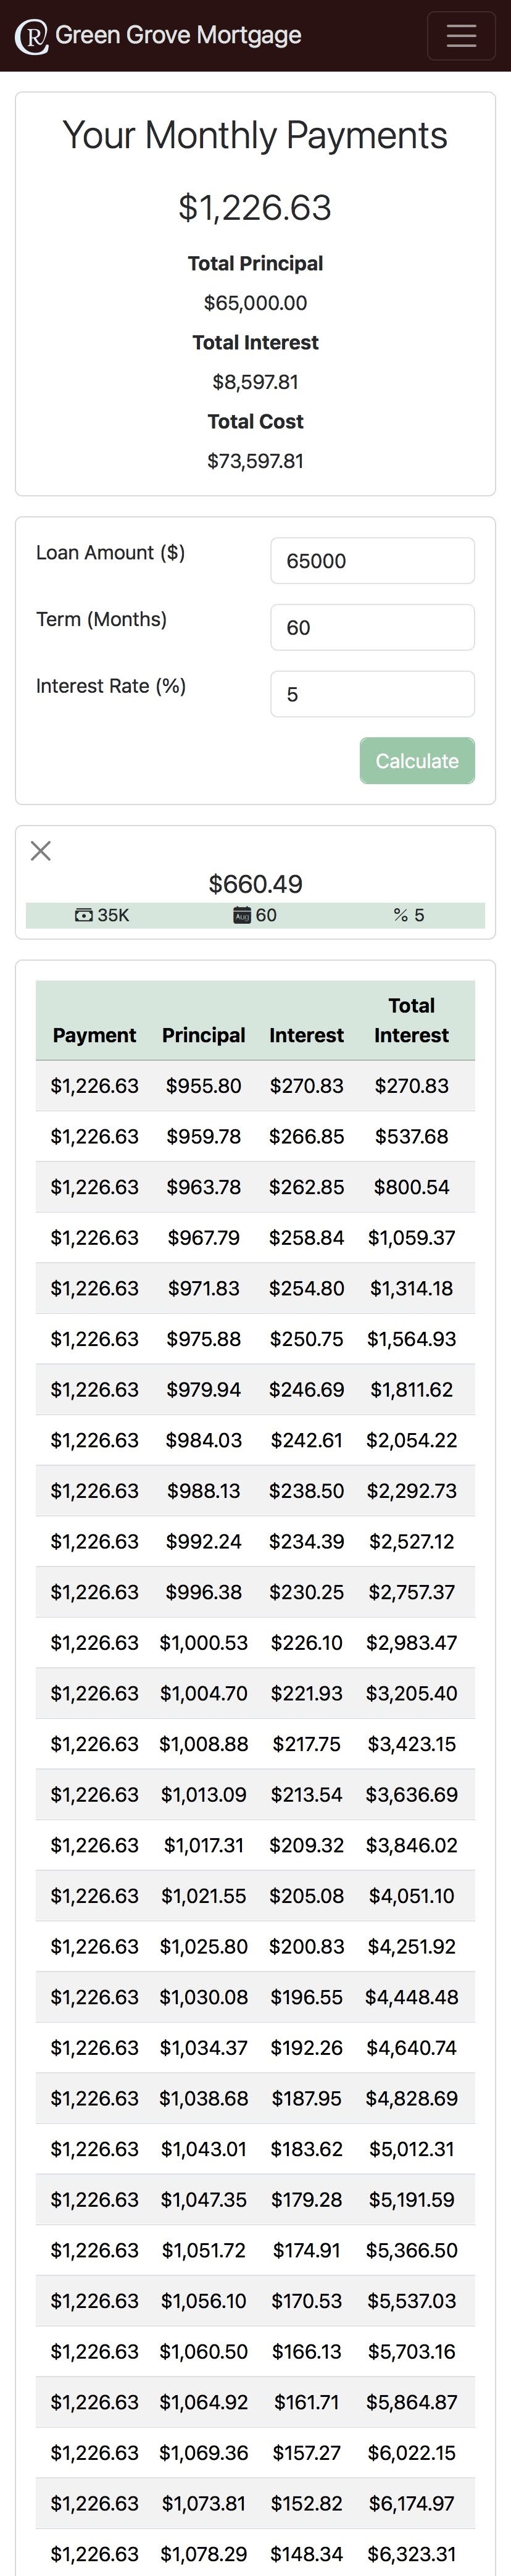 Green Grove Mortgage
Your Monthly Payments
$1,226.63
Total Principal
$65,000.00
Total Interest
$8,597.81
Total Cost
$73,597.81
Loan Amount ($) 65000
Term (Months) 60
Interest Rate (%) 5
Calculate
$660.49
35K Aug 60 % 5
Total
Payment Principal Interest Interest
$1,226.63 $955.80 $270.83 $270.83
$1,226.63 $959.78 $266.85 $537.68
$1,226.63 $963.78 $262.85 $800.54
$1,226.63 $967.79 $258.84 $1,059.37
$1,226.63 $971.83 $254.80 $1,314.18
$1,226.63 $975.88 $250.75 $1,564.93
$1,226.63 $979.94 $246.69 $1,811.62
$1,226.63 $984.03 $242.61 $2,054.22
$1,226.63 $988.13 $238.50 $2,292.73
$1,226.63 $992.24 $234.39 $2,527.12
$1,226.63 $996.38 $230.25 $2,757.37
$1,226.63 $1,000.53 $226.10 $2,983.47
$1,226.63 $1,004.70 $221.93 $3,205.40
$1,226.63 $1,008.88 $217.75 $3,423.15
$1,226.63 $1,013.09 $213.54 $3,636.69
$1,226.63 $1,017.31 $209.32 $3,846.02
$1,226.63 $1,021.55 $205.08 $4,051.10
$1,226.63 $1,025.80 $200.83 $4,251.92
$1,226.63 $1,030.08 $196.55 $4,448.48
$1,226.63 $1,034.37 $192.26 $4,640.74
$1,226.63 $1,038.68 $187.95 $4,828.69
$1,226.63 $1,043.01 $183.62 $5,012.31
$1,226.63 $1,047.35 $179.28 $5,191.59
$1,226.63 $1,051.72 $174.91 $5,366.50
$1,226.63 $1,056.10 $170.53 $5,537.03
$1,226.63 $1,060.50 $166.13 $5,703.16
$1,226.63 $1,064.92 $161.71 $5,864.87
$1,226.63 $1,069.36 $157.27 $6,022.15
$1,226.63 $1,073.81 $152.82 $6,174.97
$1,226.63 $1,078.29 $148.34 $6,323.31